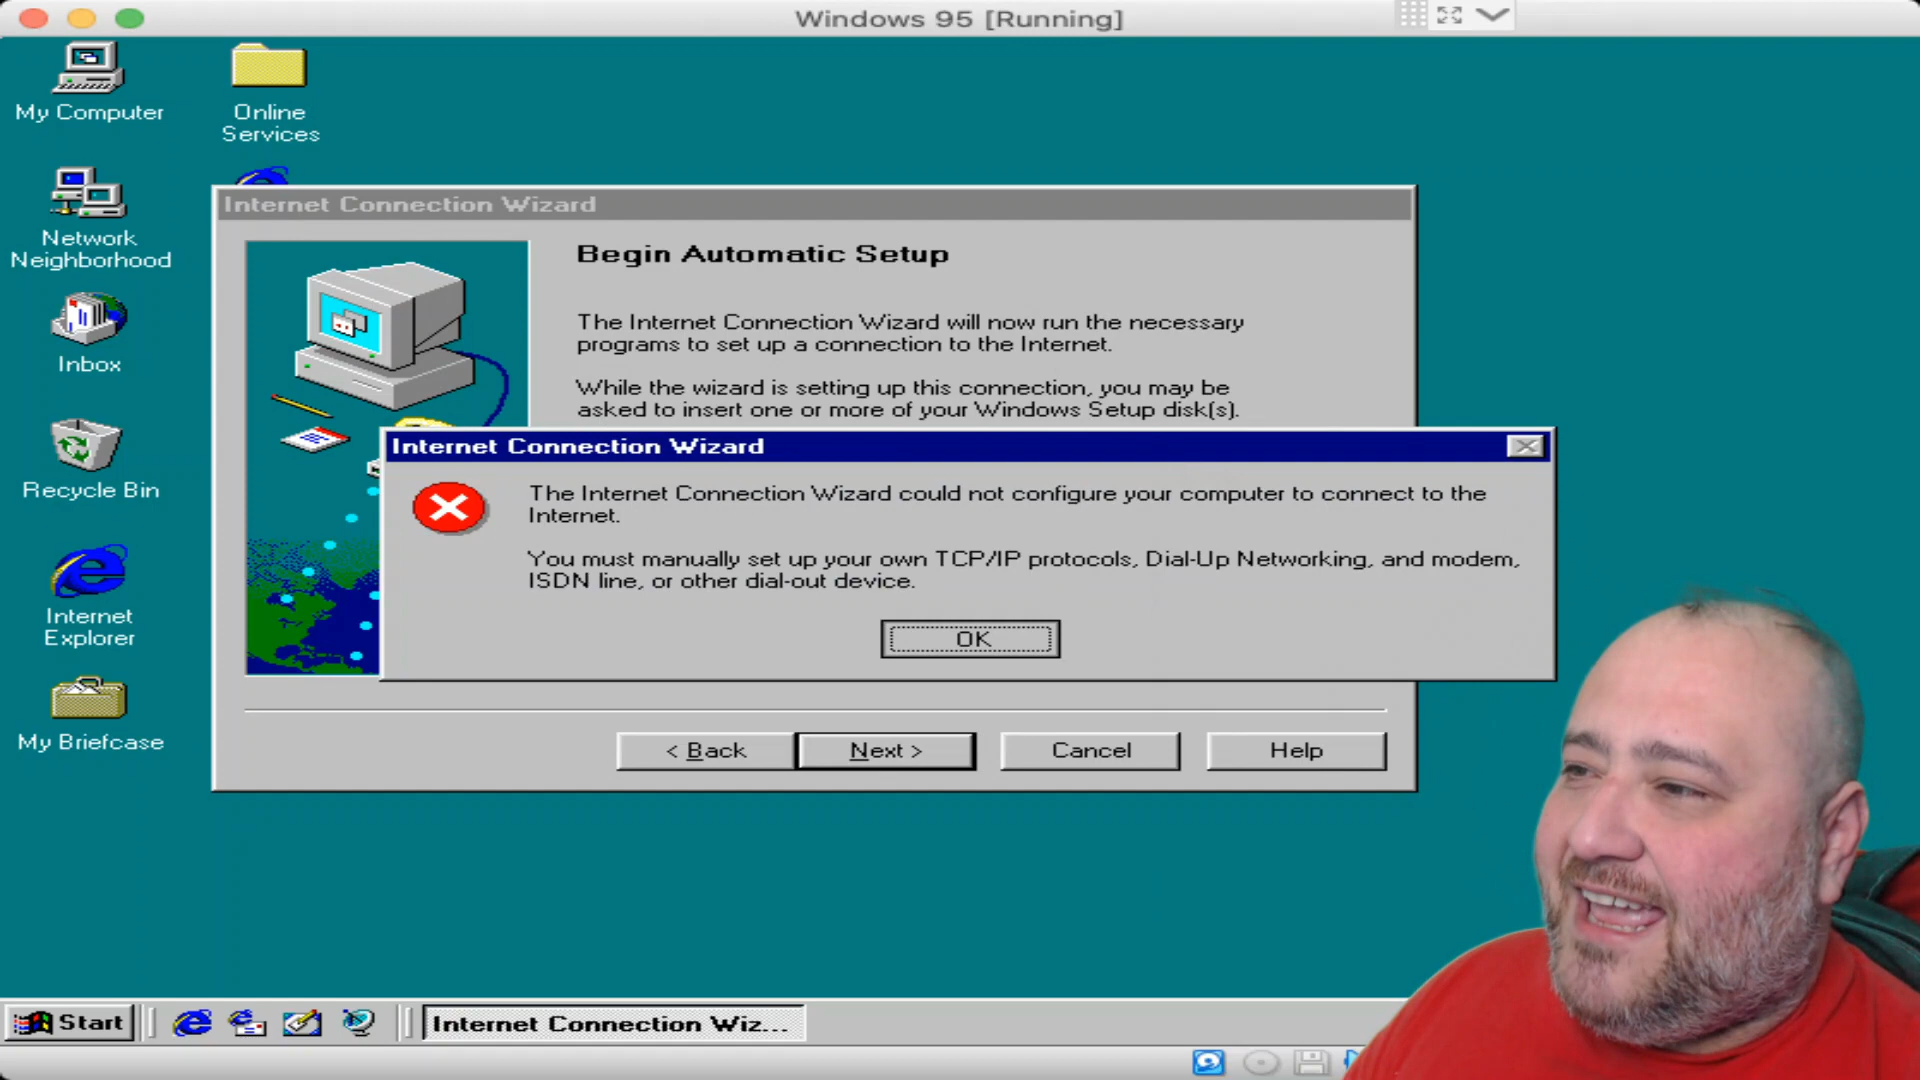 Windows 95 [Running]
My Computer
Online
Services
Network
Neighborhood
Inbox
Recycle Bin
Internet
Explorer
My Briefcase
Internet Connection Wizard
Begin Automatic Setup
The Internet Connection Wizard will now run the necessary
programs to set up a connection to the Internet.
While the wizard is setting up this connection, you may be
asked to insert one or more of your Windows Setup disk(s).
Internet Connection Wizard
The Internet Connection Wizard could not configure your computer to connect to the
Internet.
You must manually set up your own TCP/IP protocols, Dial-Up Networking, and modem,
ISDN line, or other dial-out device.
OK
< Back
Next >
Cancel
Help
Start
Internet Connection Wiz...